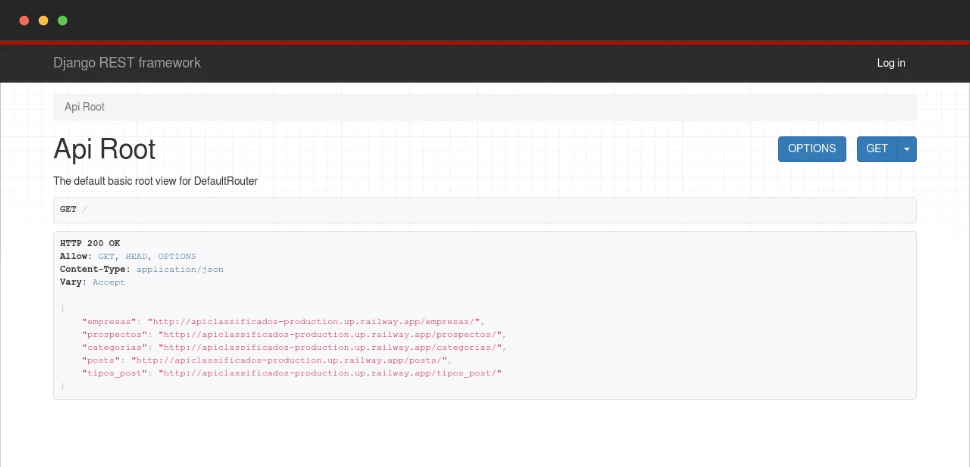 Django REST framework
Log in
Api Root
Api Root
OPTIONS
GET
The default basic root view for DefaultRouter
GET /
HTTP 200 OK
Allow: GET, HEAD, OPTIONS
Content-Type: application/json
Vary: Accept
{
"empresas": "http://apiclassificados-production.up.railway.app/empresas/",
"prospectos": "http://apiclassificados-production.up.railway.app/prospectos/",
"categorias": "http://apiclassificados-production.up.railway.app/categorias/",
"posts": "http://apiclassificados-production.up.railway.app/posts/",
"tipos_post": "http://apiclassificados-production.up.railway.app/tipos_post/"
}